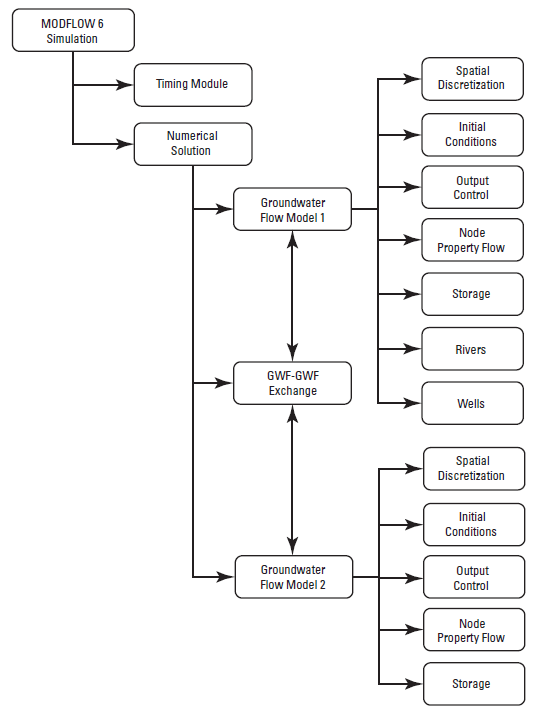 MODFLOW 6
Simulation
Timing Module
Numerical
Solution
Groundwater
Flow Model 1
Spatial
Discretization
Initial
Conditions
Output
Control
Node
Property Flow
Storage
Rivers
Wells
GWF-GWF
Exchange
Groundwater
Flow Model 2
Spatial
Discretization
Initial
Conditions
Output
Control
Node
Property Flow
Storage